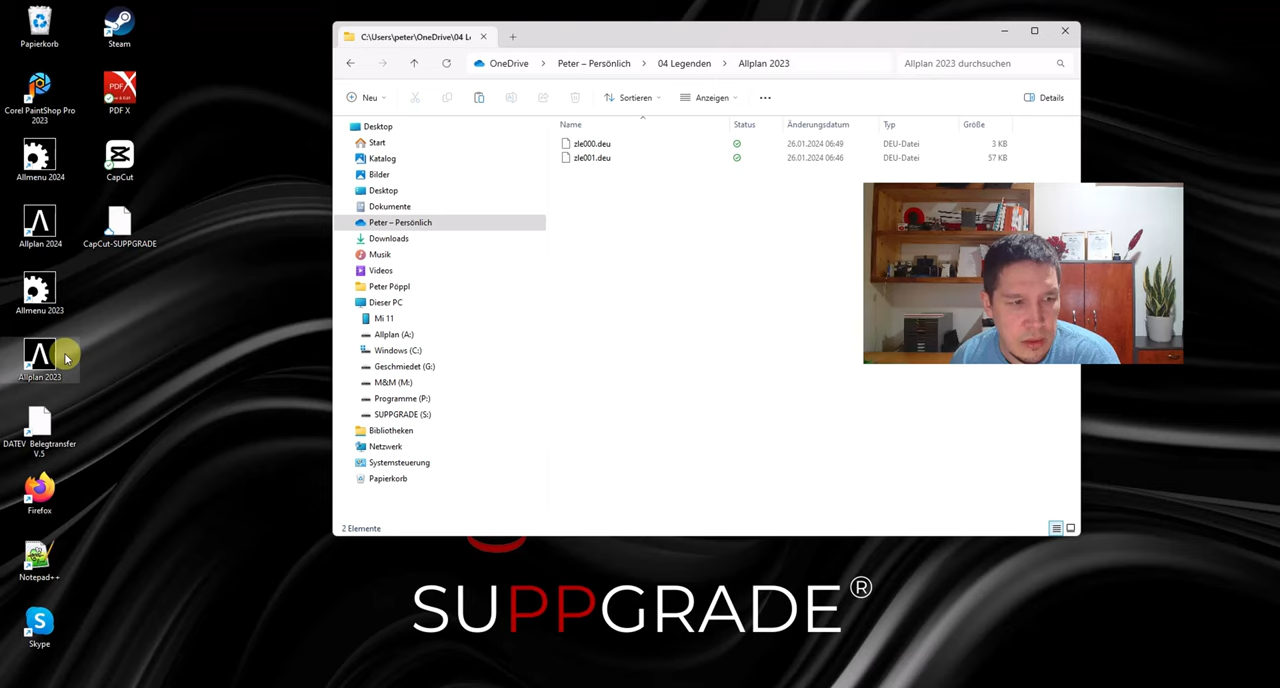 Papierkorb
Steam
Corel PaintShop Pro
2023
PDF X
Allmenu 2024
CapCut
Allplan 2024
CapCut-SUPPGRADE
Allmenu 2023
Allplan 2023
DATEV Belegtransfer
V.5
Firefox
Notepad++
Skype
C:\Users\peter\OneDrive\04 L
OneDrive
Peter – Persönlich
04 Legenden
Allplan 2023
Allplan 2023 durchsuchen
Neu
Sortieren
Anzeigen
Details
Desktop
Start
Katalog
Bilder
Desktop
Dokumente
Peter – Persönlich
Downloads
Musik
Videos
Peter Pöppl
Dieser PC
Mi 11
Allplan (A:)
Windows (C:)
Geschmiedet (G:)
M&M (M:)
Programme (P:)
SUPPGRADE (S:)
Bibliotheken
Netzwerk
Systemsteuerung
Papierkorb
Name Status Änderungsdatum Typ Größe
zle000.deu 26.01.2024 06:49 DEU-Datei 3 KB
zle001.deu 26.01.2024 06:46 DEU-Datei 57 KB
2 Elemente
SUPPGRADE®